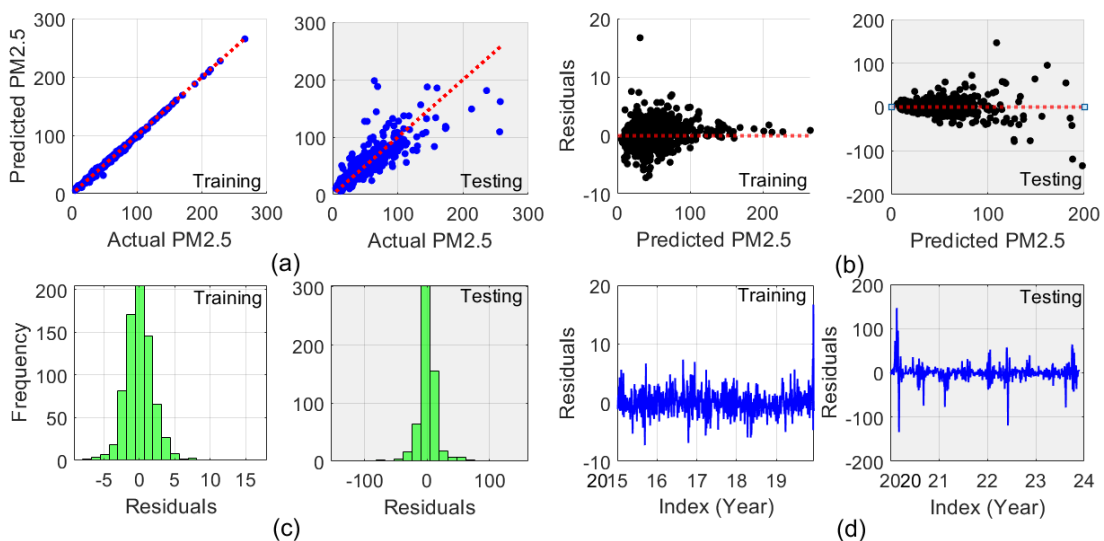 300
200
100
0
Predicted PM2.5
Training
0 100 200 300
Actual PM2.5
300
200
100
0
Testing
0 100 200 300
Actual PM2.5
(a)
20
10
0
-10
Residuals
Training
0 100 200
Predicted PM2.5
200
100
0
-100
-200
Testing
0 100 200
Predicted PM2.5
(b)
200
150
100
50
0
Frequency
Training
-5 0 5 10 15
Residuals
300
200
100
0
Testing
-100 0 100
Residuals
(c)
20
10
0
-10
Residuals
Training
2015 16 17 18 19
Index (Year)
200
100
0
-100
-200
Residuals
Testing
2020 21 22 23 24
Index (Year)
(d)